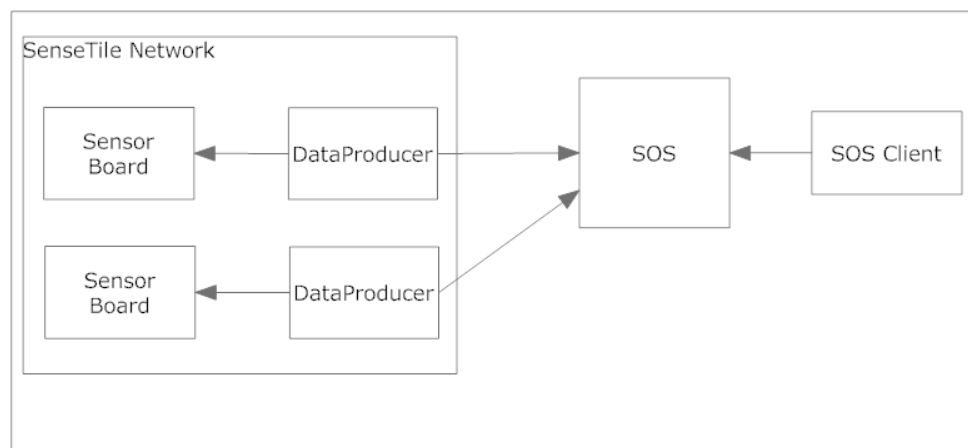 SenseTile Network
Sensor
Board
DataProducer
SOS
SOS Client
Sensor
Board
DataProducer